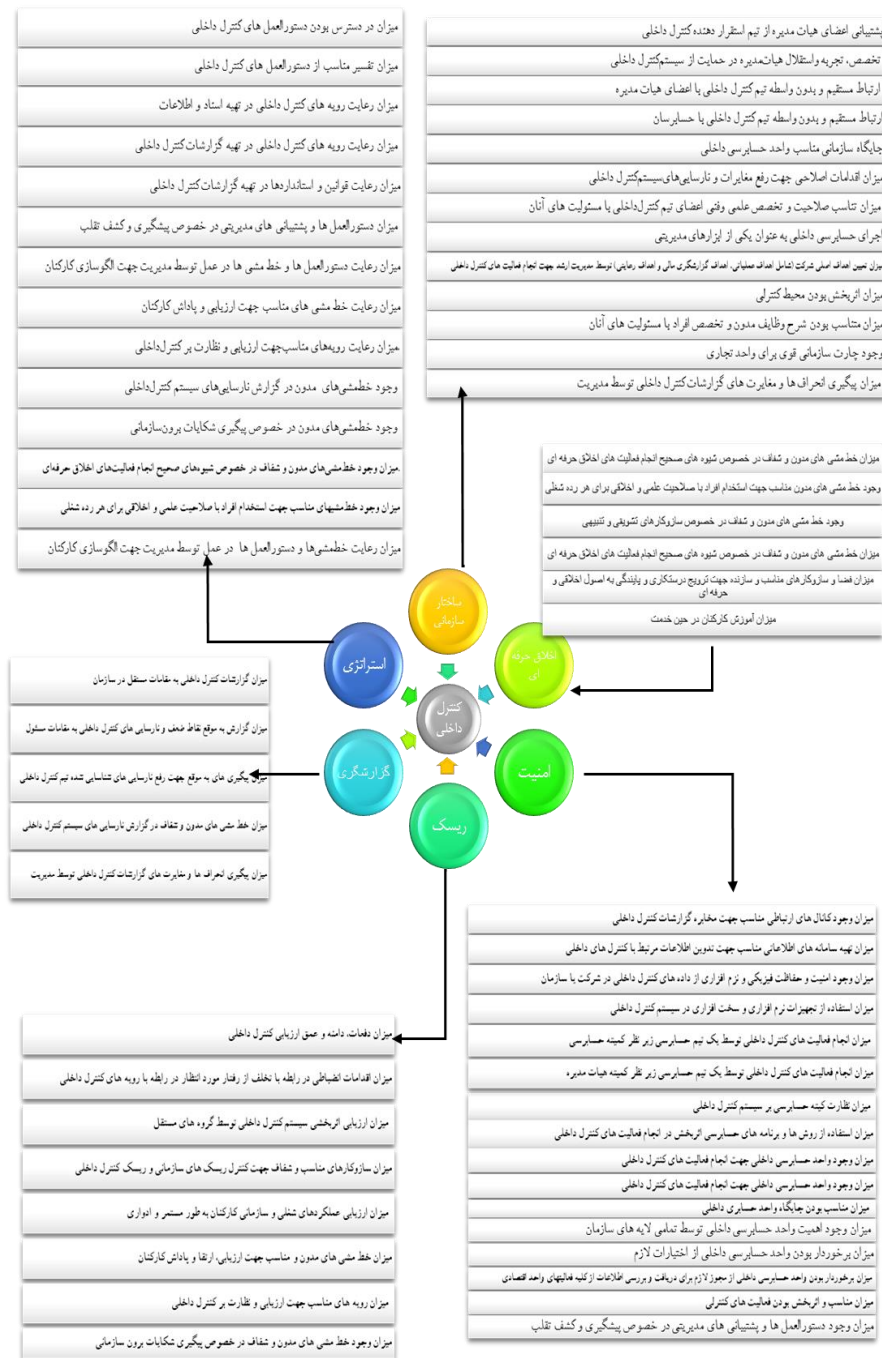 میزان در دسترس بودن دستورالعمل های کنترل داخلی
میزان تفسیر مناسب از دستورالعمل های کنترل داخلی
میزان رعایت رویه های کنترل داخلی در تهیه اسناد و اطلاعات
میزان رعایت رویه های کنترل داخلی در تهیه گزارشات کنترل داخلی
میزان رعایت قوانین و استانداردها در تهیه گزارشات کنترل داخلی
میزان دستورالعمل ها و پشتیبانی های مدیریتی در خصوص پیشگیری و کشف تقلب
میزان رعایت دستورالعمل ها و خط مشی ها در عمل توسط مدیریت جهت الگوسازی کارکنان
میزان رعایت خط مشی های مناسب جهت ارزیابی و پاداش کارکنان
میزان رعایت رویه‌های مناسب‌جهت ارزیابی و نظارت بر کنترل‌داخلی
وجود خط‌مشی‌های مدون در گزارش نارسایی‌های سیستم کنترل‌داخلی
وجود خط‌مشی‌های مدون در خصوص پیگیری شکایات برون‌سازمانی
.میزان وجود خط‌مشی‌های مدون و شفاف در خصوص شیوه‌های صحیح انجام فعالیت‌های اخلاق حرفه‌ای
میزان وجود خط‌مشیهای مناسب جهت استخدام افراد با صلاحیت علمی و اخلاقی برای هر رده شغلی
میزان رعایت خط‌مشی‌ها و دستورالعمل ها در عمل توسط مدیریت جهت الگوسازی کارکنان
پشتیبانی اعضای هیات مدیره از تیم استقرار دهنده کنترل داخلی
تخصص، تجربه واستقلال هیات‌مدیره در حمایت از سیستم‌کنترل داخلی
ارتباط مستقیم و بدون واسطه تیم کنترل داخلی با اعضای هیات مدیره
ارتباط مستقیم و بدون واسطه تیم کنترل داخلی با حسابرسان
جایگاه سازمانی مناسب واحد حسابرسی داخلی
میزان اقدامات اصلاحی جهت رفع مغایرات و نارسایی‌های‌سیستم‌کنترل داخلی
میزان تناسب صلاحیت و تخصص علمی وفنی اعضای تیم کنترل‌داخلی با مسئولیت های آنان
اجرای حسابرسی داخلی به عنوان یکی از ابزارهای مدیریتی
میزان تعیین اهداف اصلی شرکت (شامل اهداف عملیاتی، اهداف گزارشگری مالی و اهداف رعایتی) توسط مدیریت ارشد جهت انجام فعالیت های کنترل داخلی
میزان اثربخش بودن محیط کنترلی
میزان متناسب بودن شرح وظایف مدون و تخصص افراد با مسئولیت های آنان
وجود چارت سازمانی قوی برای واحد تجاری
میزان پیگیری انحراف ها و مغایرت های گزارشات کنترل داخلی توسط مدیریت
میزان خط مشی های مدون و شفاف در خصوص شیوه های صحیح انجام فعالیت های اخلاق حرفه ای
وجود خط مشی های مدون مناسب جهت استخدام افراد با صلاحیت علمی و اخلاقی برای هر رده شغلی
وجود خط مشی های مدون و شفاف در خصوص سازوکارهای تشویقی و تنبیهی
میزان خط مشی های مدون و شفاف در خصوص شیوه های صحیح انجام فعالیت های اخلاق حرفه ای
میزان فضا و سازوکارهای مناسب و سازنده جهت ترویج درستکاری و پایبندگی به اصول اخلاقی و
حرفه ای
میزان آموزش کارکنان در حین خدمت
ساختار
سازمانی
استراتژی
اخلاق حرفه
ای
کنترل
داخلی
گزارشگری
امنیت
ریسک
میزان گزارشات کنترل داخلی به مقامات مستقل در سازمان
میزان گزارش به موقع نقاط ضعف و نارسایی های کنترل داخلی به مقامات مسئول
میزان پیگیری های به موقع جهت رفع نارسایی های شناسایی شده تیم کنترل داخلی
میزان خط مشی های مدون و شفاف در گزارش نارسایی های سیستم کنترل داخلی
میزان پیگیری انحراف ها و مغایرت های گزارشات کنترل داخلی توسط مدیریت
میزان وجود کانال های ارتباطی مناسب جهت مخابره گزارشات کنترل داخلی
میزان تهیه سامانه های اطلاعاتی مناسب جهت تدوین اطلاعات مرتبط با کنترل های داخلی
میزان وجود امنیت و حفاظت فیزیکی و نرم افزاری از داده های کنترل داخلی در شرکت یا سازمان
میزان استفاده از تجهیزات نرم افزاری و سخت افزاری در سیستم کنترل داخلی
میزان انجام فعالیت های کنترل داخلی توسط یک تیم حسابرسی زیر نظر کمیته حسابرسی
میزان انجام فعالیت های کنترل داخلی توسط یک تیم حسابرسی زیر نظر کمیته هیات مدیره
میزان نظارت کیته حسابرسی بر سیستم کنترل داخلی
میزان استفاده از روش ها و برنامه های حسابرسی اثربخش در انجام فعالیت های کنترل داخلی
میزان وجود واحد حسابرسی داخلی جهت انجام فعالیت های کنترل داخلی
میزان وجود واحد حسابرسی داخلی جهت انجام فعالیت های کنترل داخلی
میزان مناسب بودن جایگاه واحد حسابری داخلی
میزان وجود اهمیت واحد حسابرسی داخلی توسط تمامی لایه های سازمان
میزان برخوردار بودن واحد حسابرسی داخلی از اختیارات لازم
میزان برخوردار بودن واحد حسابرسی داخلی از مجوز لازم برای دریافت و بررسی اطلاعات از کلیه فعالیتهای واحد اقتصادی
میزان مناسب و اثربخش بودن فعالیت های کنترلی
میزان وجود دستورالعمل ها و پشتیبانی های مدیریتی در خصوص پیشگیری و کشف تقلب
میزان دفعات، دامنه و عمق ارزیابی کنترل داخلی
میزان اقدامات انضباطی در رابطه با تخلف از رفتار مورد انتظار در رابطه با رویه های کنترل داخلی
میزان ارزیابی اثربخشی سیستم کنترل داخلی توسط گروه های مستقل
میزان سازوکارهای مناسب و شفاف جهت کنترل ریسک های سازمانی و ریسک کنترل داخلی
میزان ارزیابی عملکردهای شغلی و سازمانی کارکنان به طور مستمر و ادواری
میزان خط مشی های مدون و مناسب جهت ارزیابی، ارتقا و پاداش کارکنان
میزان رویه های مناسب جهت ارزیابی و نظارت بر کنترل داخلی
میزان وجود خط مشی های مدون و شفاف در خصوص پیگیری شکایات برون سازمانی